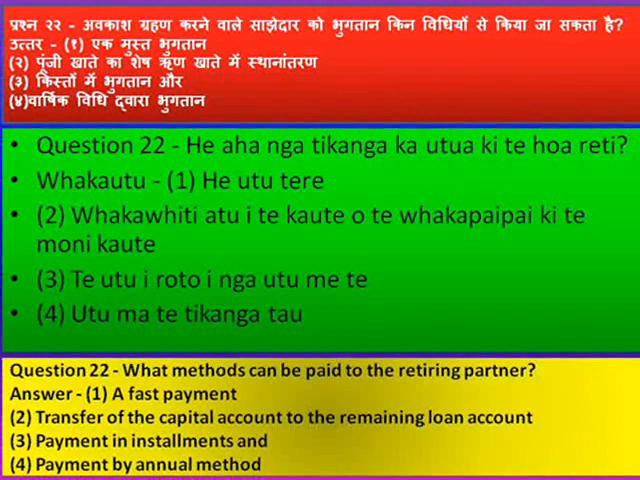 प्रश्न २२ - अवकाश ग्रहण करने वाले साझेदार को भुगतान किन विधियों से किया जा सकता है?
उत्तर - (१) एक मुस्त भुगतान
(२) पूंजी खाते का शेष ऋण खाते में स्थानांतरण
(३) किस्तों में भुगतान और
(४)वार्षिक विधि द्वारा भुगतान
• Question 22 - He aha nga tikanga ka utua ki te hoa reti?
• Whakautu - (1) He utu tere
• (2) Whakawhiti atu i te kaute o te whakapaipai ki te
moni kaute
• (3) Te utu i roto i nga utu me te
• (4) Utu ma te tikanga tau
Question 22 - What methods can be paid to the retiring partner?
Answer - (1) A fast payment
(2) Transfer of the capital account to the remaining loan account
(3) Payment in installments and
(4) Payment by annual method